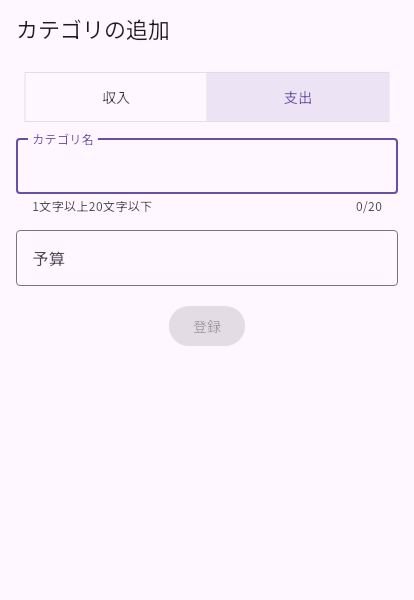 カテゴリの追加
収入
支出
カテゴリ名
1文字以上20文字以下
0/20
予算
登録